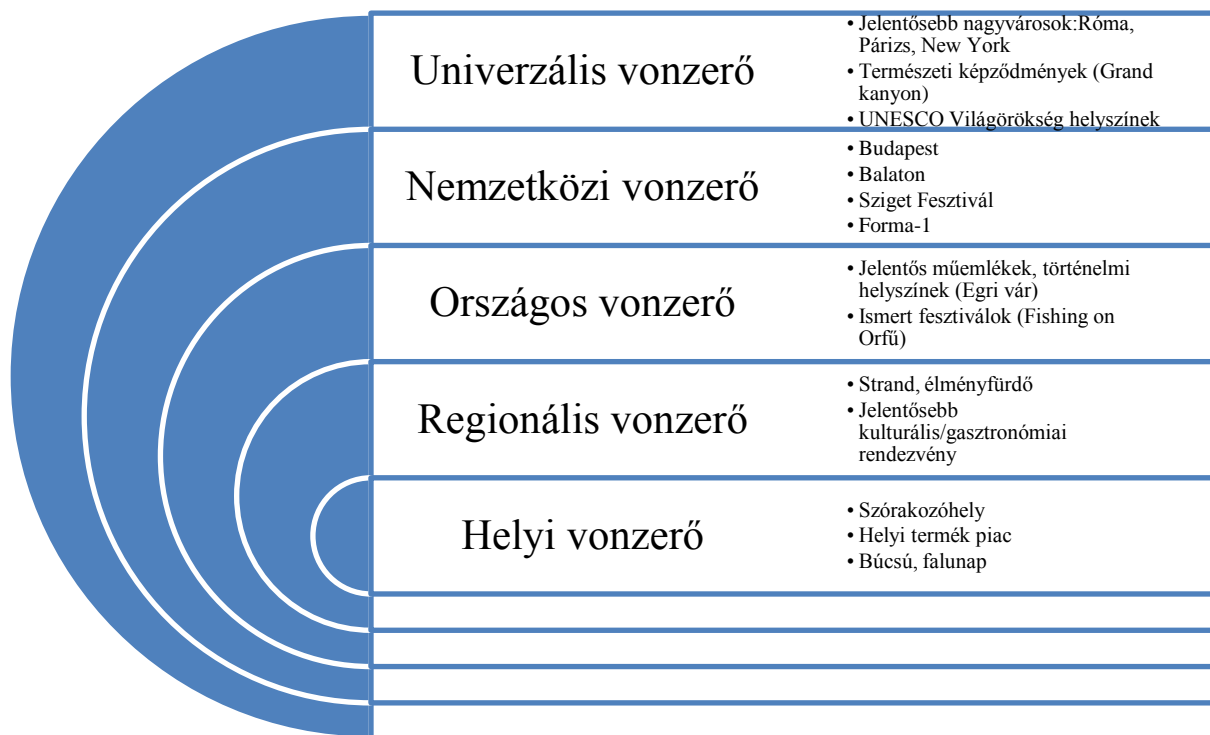 Univerzális vonzerő
• Jelentősebb nagyvárosok:Róma,
Párizs, New York
• Természeti képződmények (Grand
kanyon)
• UNESCO Világörökség helyszínek
Nemzetközi vonzerő
• Budapest
• Balaton
• Sziget Fesztivál
• Forma-1
Országos vonzerő
• Jelentős műemlékek, történelmi
helyszínek (Egri vár)
• Ismert fesztiválok (Fishing on
Orfű)
Regionális vonzerő
• Strand, élményfürdő
• Jelentősebb
kulturális/gasztronómiai
rendezvény
Helyi vonzerő
• Szórakozóhely
• Helyi termék piac
• Búcsú, falunap